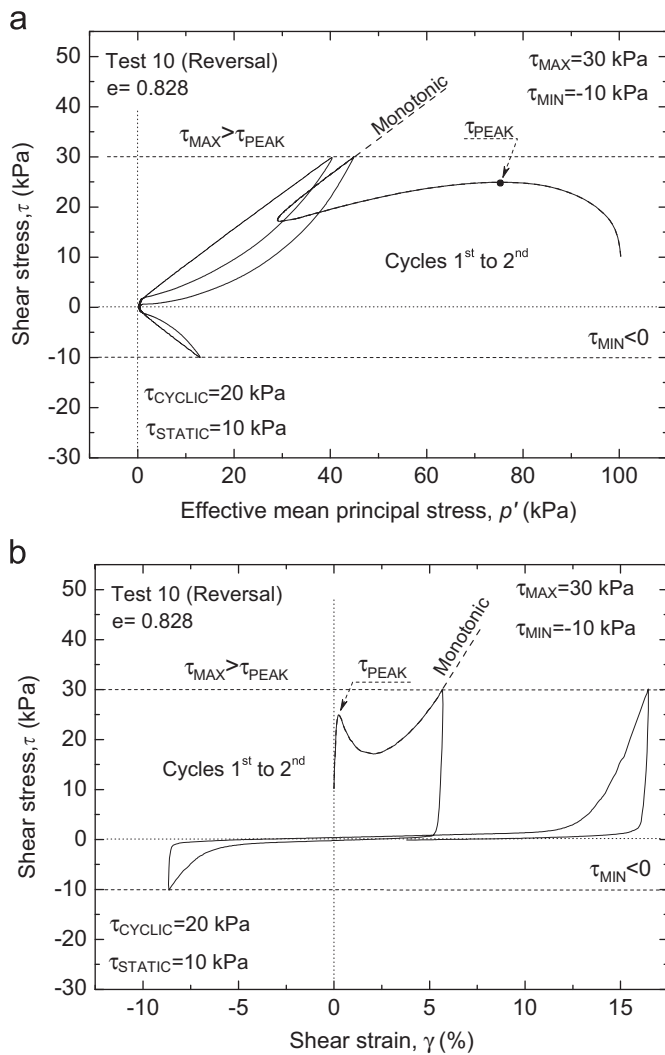 a
Test 10 (Reversal)
e= 0.828
τMAX=30 kPa
τMIN=-10 kPa
Monotonic
τMAX>τPEAK
τPEAK
Cycles 1st to 2nd
τMIN<0
τCYCLIC=20 kPa
τSTATIC=10 kPa
50
40
30
20
10
0
-10
-20
-30
Shear stress,τ (kPa)
0 20 40 60 80 100
Effective mean principal stress, p' (kPa)
b
Test 10 (Reversal)
e= 0.828
τMAX=30 kPa
τMIN=-10 kPa
Monotonic
τMAX>τPEAK
τPEAK
Cycles 1st to 2nd
τMIN<0
τCYCLIC=20 kPa
τSTATIC=10 kPa
50
40
30
20
10
0
-10
-20
-30
Shear stress,τ (kPa)
-10 -5 0 5 10 15
Shear strain, γ (%)